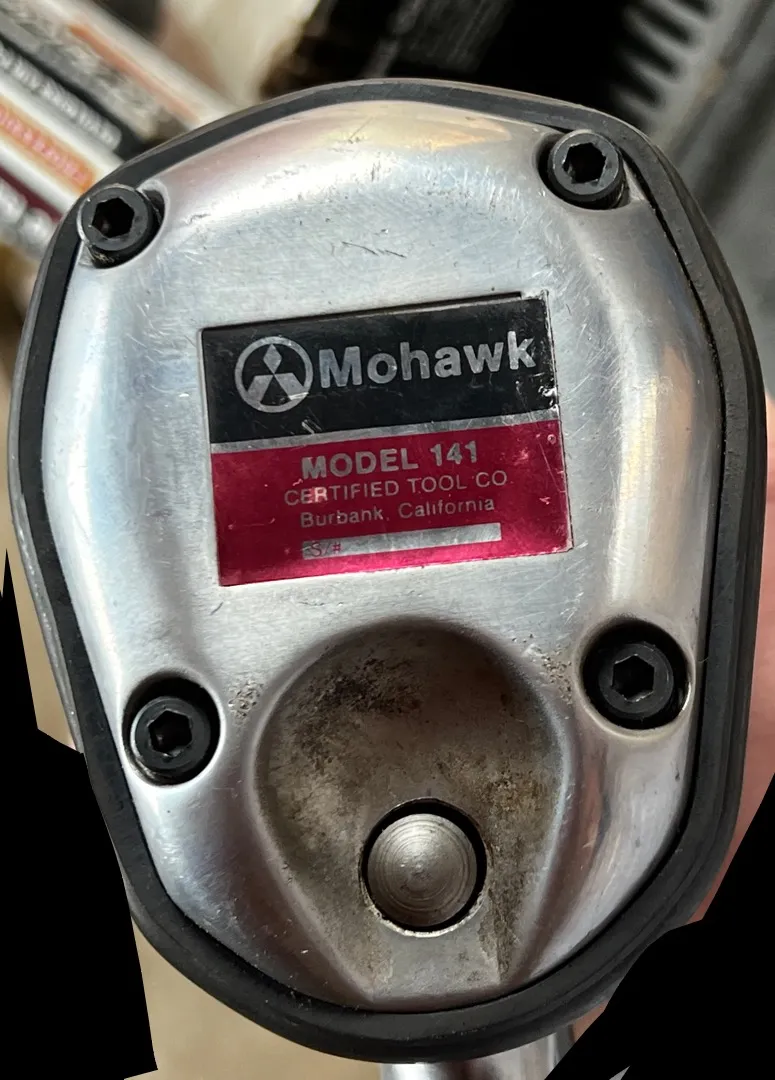 Mohawk
MODEL 141
CERTIFIED TOOL CO
Burbank, California
S/#